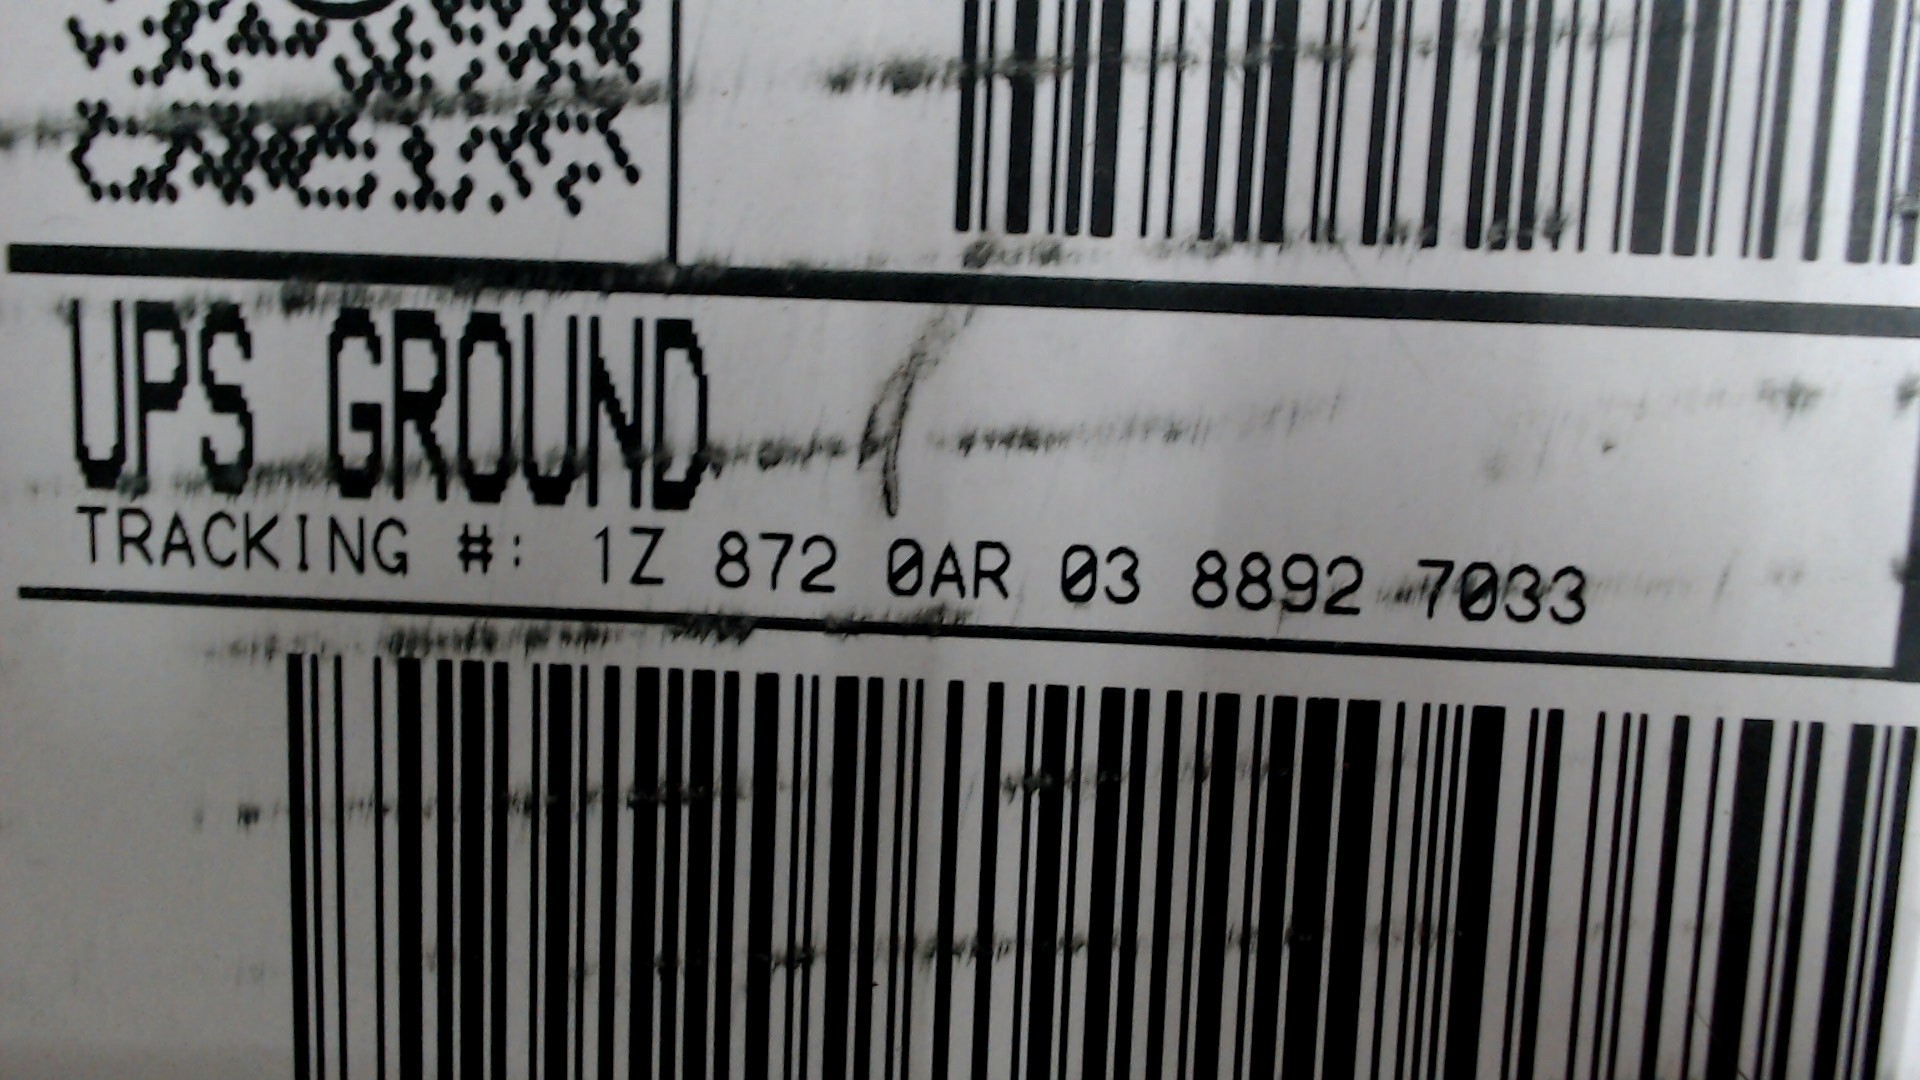 UPS GROUND
TRACKING #: 1Z 872 0AR 03 8892 7033